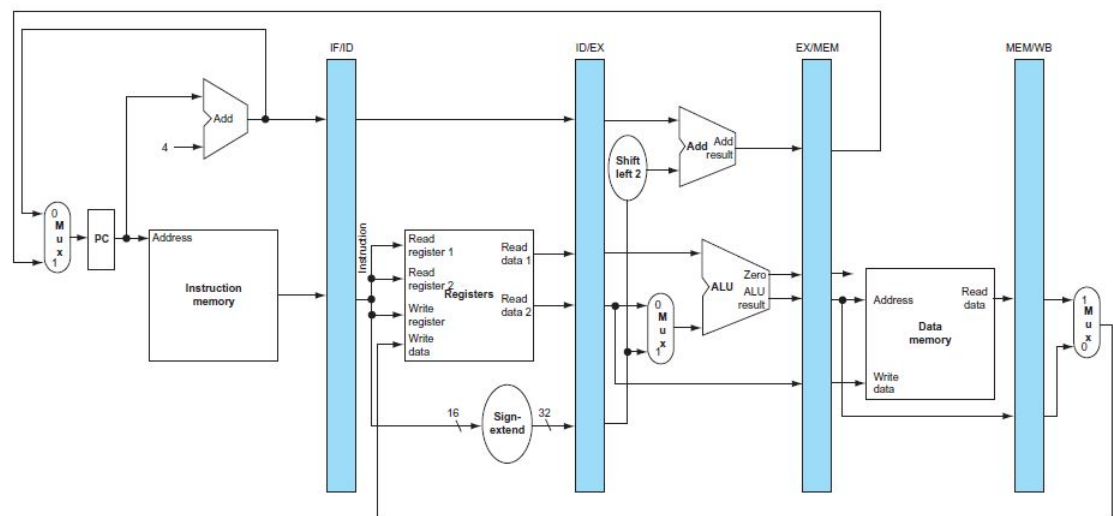 IF/ID
ID/EX
EX/MEM
MEM/WB
Add
4
Shift
left 2
Add
Add
result
0
M
u
x
1
PC
Address
Instruction
memory
Instruction
Read
register 1
Read
register 2
Write
register
Write
data
Registers
Read
data 1
Read
data 2
16
Sign-
extend
32
0
M
u
x
1
ALU
Zero
ALU
result
Address
Write
data
Data
memory
Read
data
1
M
u
x
0